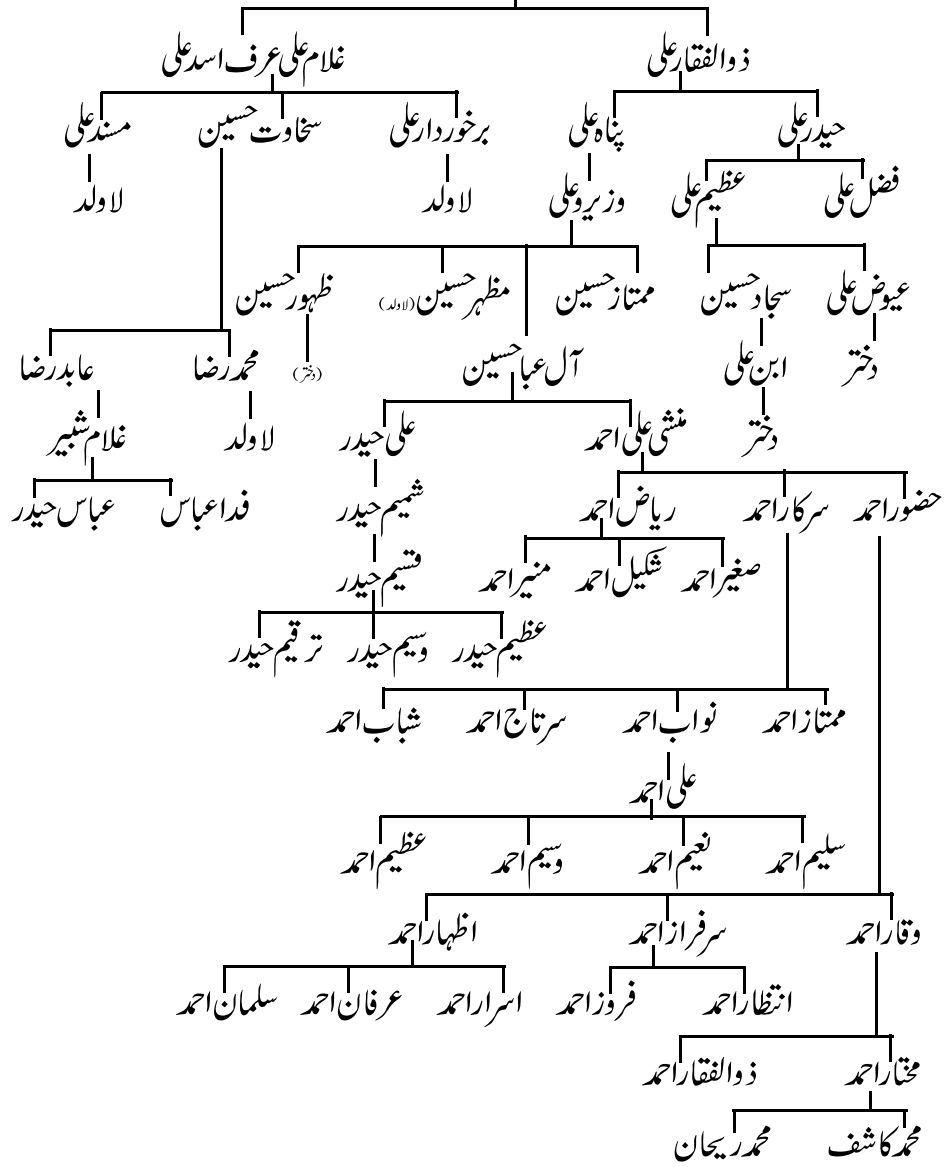 ذوالفقار علی غلام علی عرف اسد علی
حیدر علی پناہ علی برخوردار علی سخاوت حسین مسند علی
فضل علی عظیم علی وزیرو علی لاولد لاولد
عیوض علی سجاد حسین ممتاز حسین مظہر حسین (لاولد) ظہور حسین
دختر ابن علی آل عبا حسین (دختر) محمد رضا عابد رضا
دختر منشی علی احمد علی حیدر لاولد غلام شبیر
حضور احمد سرکار احمد ریاض احمد شمیم حیدر فدا عباس عباس حیدر
صغیر احمد شکیل احمد منیر احمد قسیم حیدر
عظیم حیدر وسیم حیدر ترقیم حیدر
ممتاز احمد نواب احمد سرتاج احمد شباب احمد
علی احمد
سلیم احمد نعیم احمد وسیم احمد عظیم احمد
وقار احمد سرفراز احمد اظہار احمد
انتظار احمد فروز احمد اسرار احمد عرفان احمد سلمان احمد
مختار احمد ذوالفقار احمد
محمد کاشف محمد ریحان